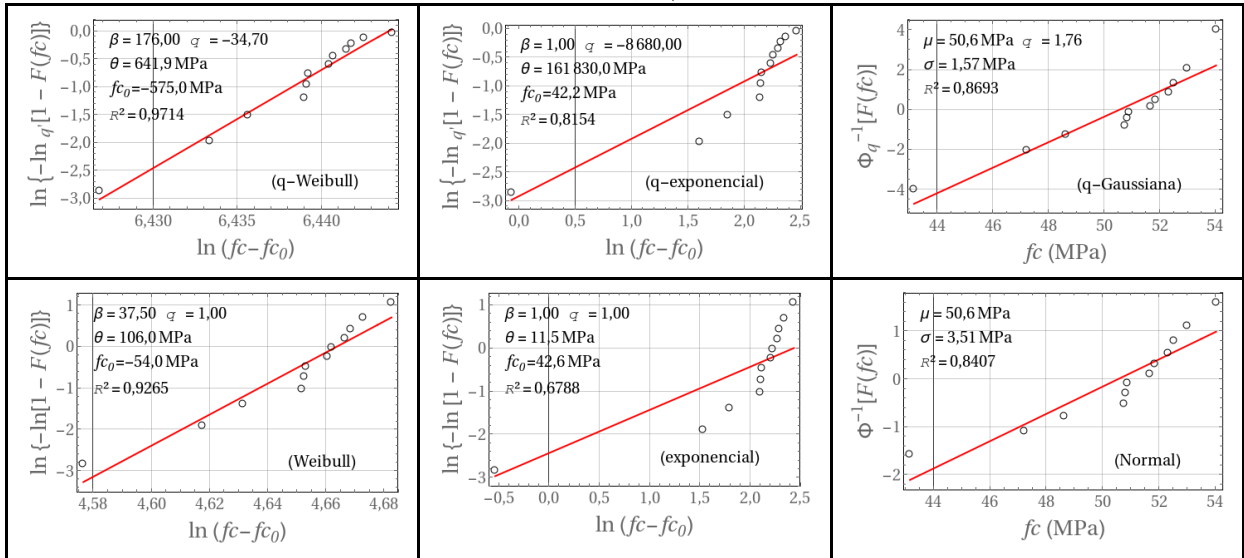 ln {−ln q'[1 − F(fc)]}
0,0
−0,5
−1,0
−1,5
−2,0
−2,5
−3,0
β = 176,00 q = −34,70
θ = 641,9 MPa
fc0 = −575,0 MPa
R² = 0,9714
(q−Weibull)
6,430 6,435 6,440
ln (fc−fc0)
ln {−ln q'[1 − F(fc)]}
0,0
−0,5
−1,0
−1,5
−2,0
−2,5
−3,0
β = 1,00 q = −8 680,00
θ = 161 830,0 MPa
fc0 = 42,2 MPa
R² = 0,8154
(q−exponencial)
0,0 0,5 1,0 1,5 2,0 2,5
ln (fc−fc0)
Φq−1[F(fc)]
4
2
0
−2
−4
μ = 50,6 MPa q = 1,76
σ = 1,57 MPa
R² = 0,8693
(q−Gaussiana)
44 46 48 50 52 54
fc (MPa)
ln {−ln [1 − F(fc)]}
1
0
−1
−2
−3
β = 37,50 q = 1,00
θ = 106,0 MPa
fc0 = −54,0 MPa
R² = 0,9265
(Weibull)
4,58 4,60 4,62 4,64 4,66 4,68
ln (fc−fc0)
ln {−ln [1 − F(fc)]}
1
0
−1
−2
−3
β = 1,00 q = 1,00
θ = 11,5 MPa
fc0 = 42,6 MPa
R² = 0,6788
(exponencial)
−0,5 0,0 0,5 1,0 1,5 2,0 2,5
ln (fc−fc0)
Φ−1[F(fc)]
1
0
−1
−2
μ = 50,6 MPa
σ = 3,51 MPa
R² = 0,8407
(Normal)
44 46 48 50 52 54
fc (MPa)